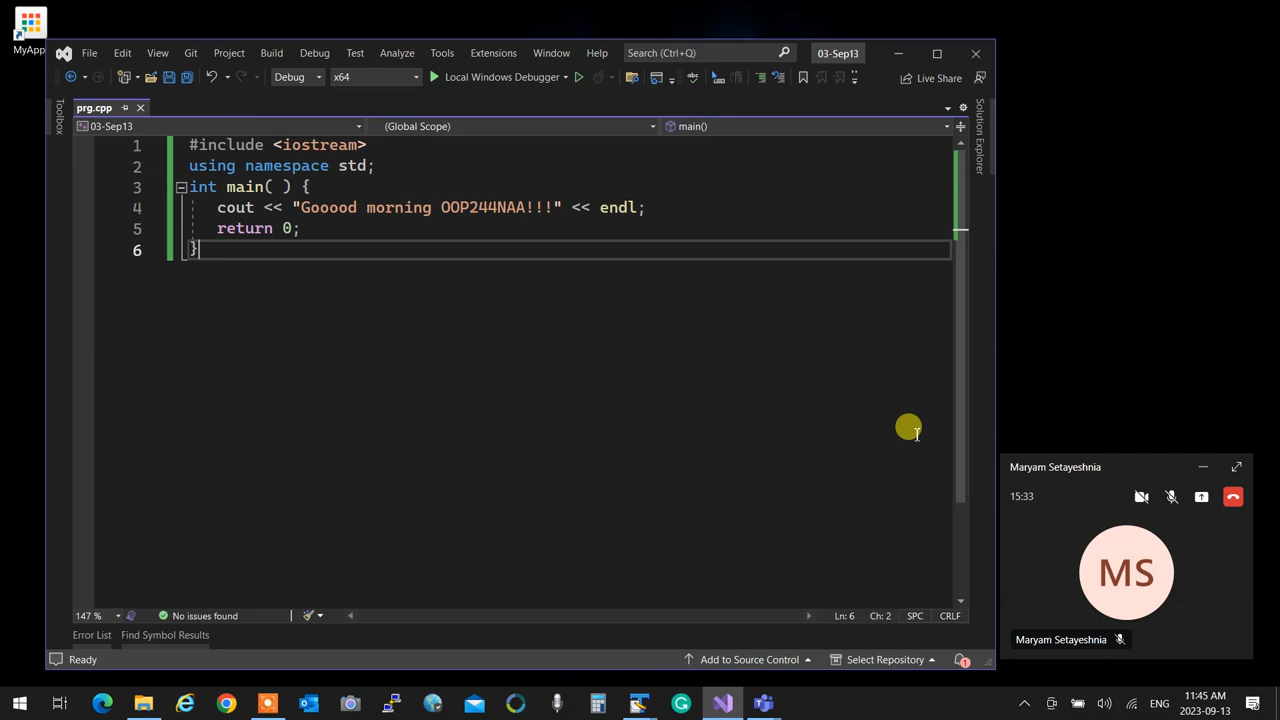 MyApp
File Edit View Git Project Build Debug Test Analyze Tools Extensions Window Help Search (Ctrl+Q) 03-Sep13
Debug x64 Local Windows Debugger Live Share
Toolbox
prg.cpp
Solution Explorer
03-Sep13 (Global Scope) main()
1 #include <iostream>
2 using namespace std;
3 int main( ) {
4 cout << "Gooood morning OOP244NAA!!!" << endl;
5 return 0;
6 }
Maryam Setayeshnia
15:33
MS
Maryam Setayeshnia
147 % No issues found Ln: 6 Ch: 2 SPC CRLF
Error List Find Symbol Results
Ready Add to Source Control Select Repository 1
ENG 11:45 AM
2023-09-13